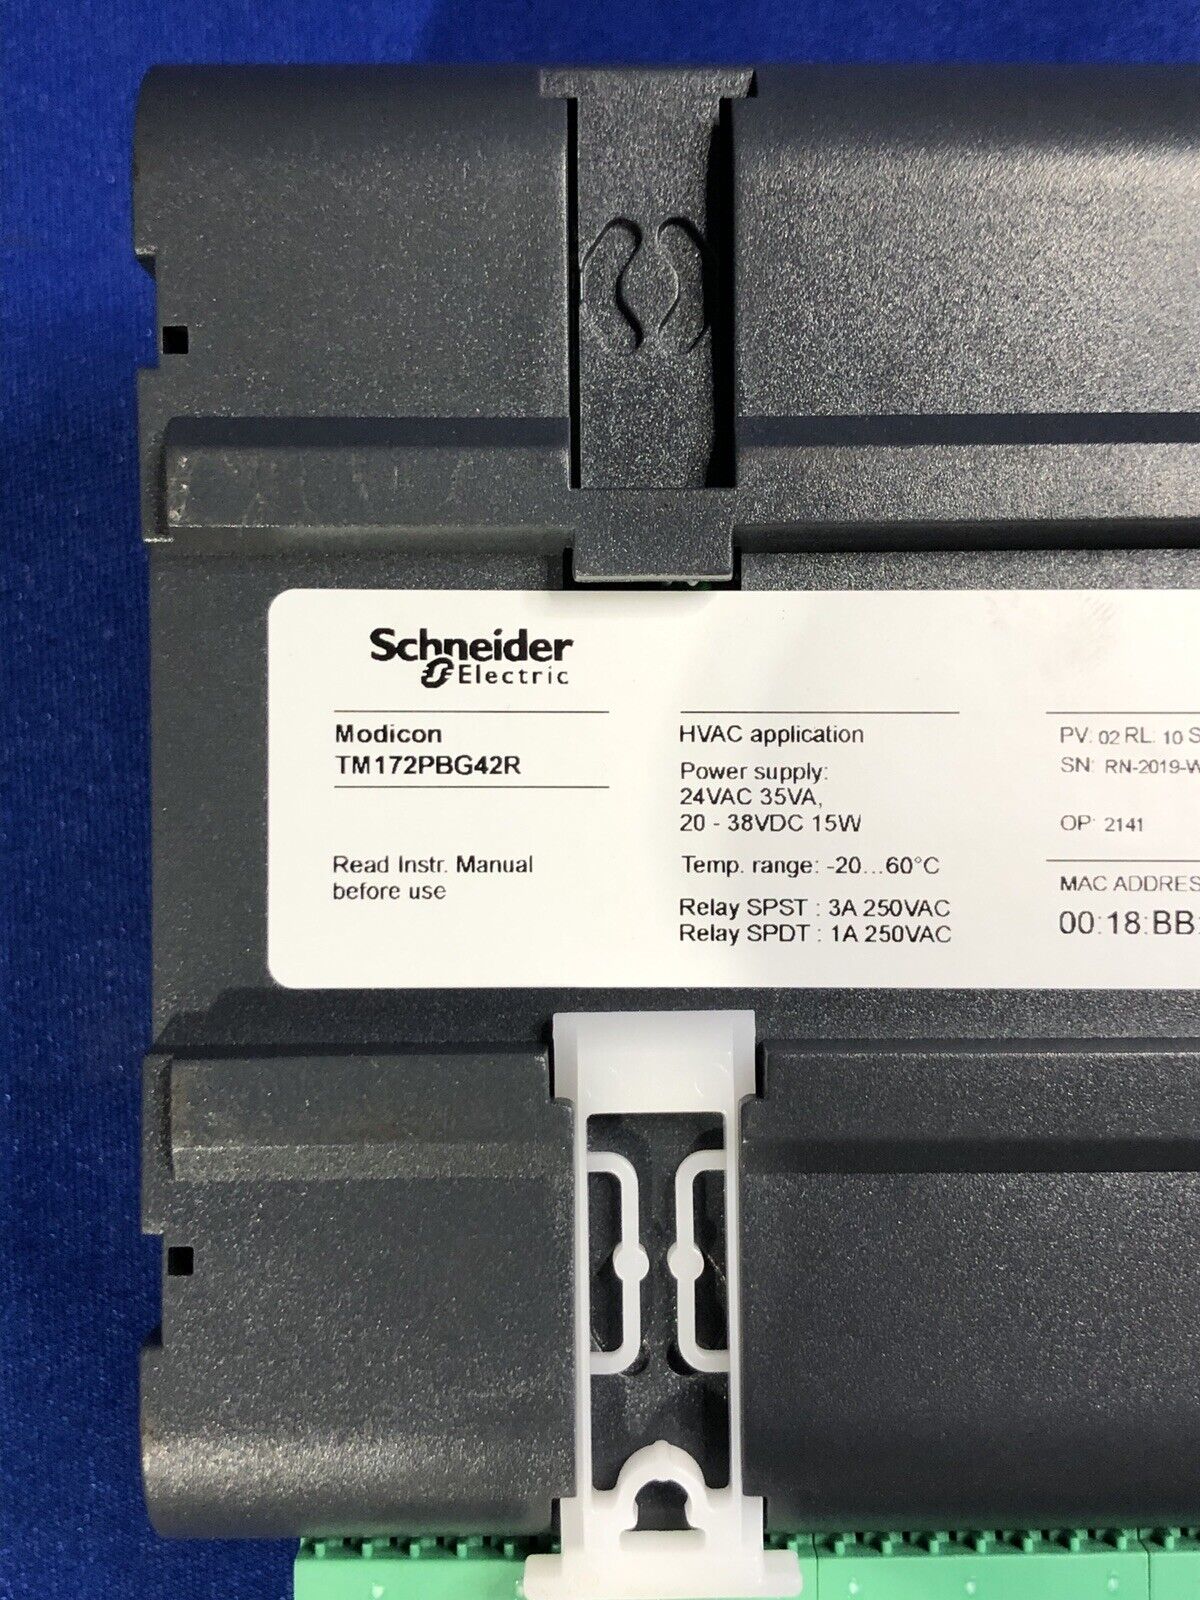 Schneider
Electric
Modicon
TM172PBG42R
Read Instr. Manual
before use
HVAC application
Power supply:
24VAC 35VA,
20 - 38VDC 15W
Temp. range: -20...60°C
Relay SPST : 3A 250VAC
Relay SPDT : 1A 250VAC
PV: 02 RL: 10 S
SN: RN-2019-W
OP: 2141
MAC ADDRES
00:18:BB: